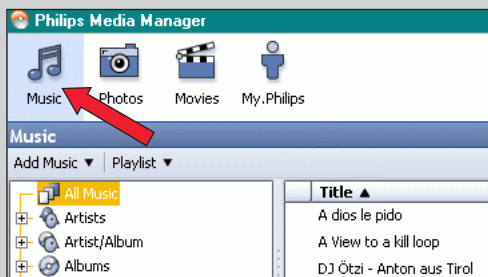 Philips Media Manager
Music Photos Movies My.Philips
Music
Add Music ▼ Playlist ▼
All Music Title ▲
Artists A dios le pido
Artist/Album A View to a kill loop
Albums DJ Ötzi - Anton aus Tirol